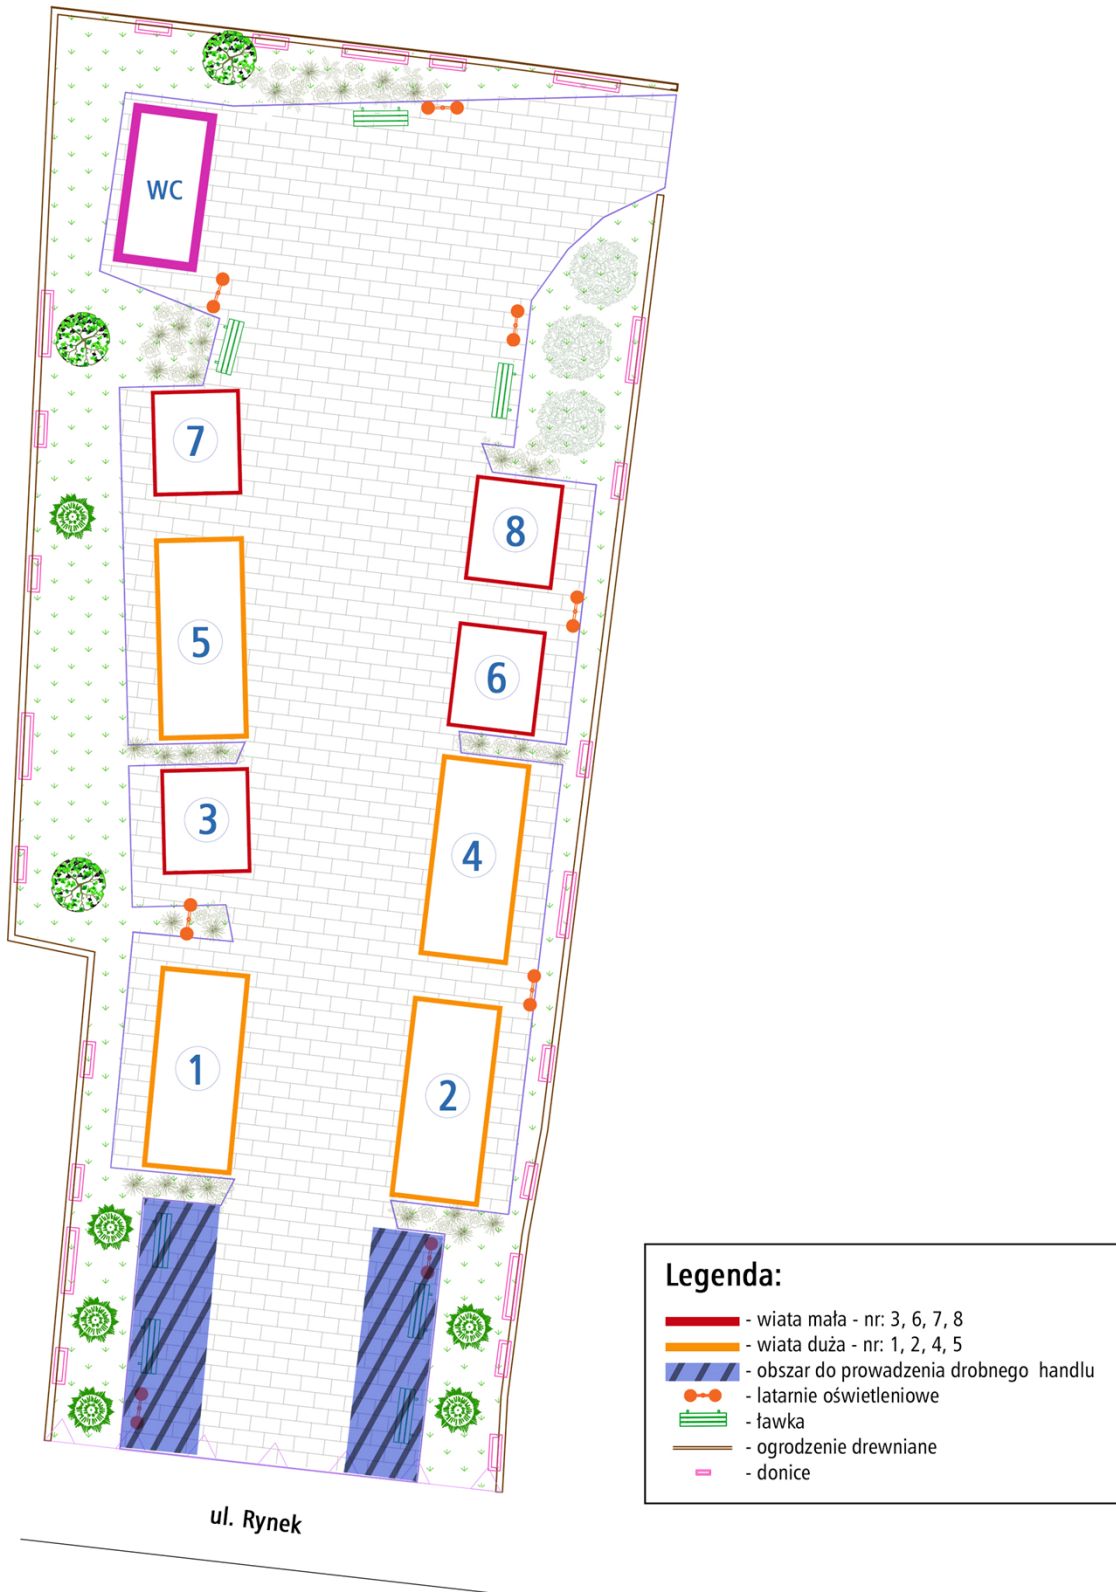 WC
7
8
5
6
3
4
1
2
Legenda:
- wiata mała - nr: 3, 6, 7, 8
- wiata duża - nr: 1, 2, 4, 5
- obszar do prowadzenia drobnego handlu
- latarnie oświetleniowe
- ławka
- ogrodzenie drewniane
- donice
ul. Rynek